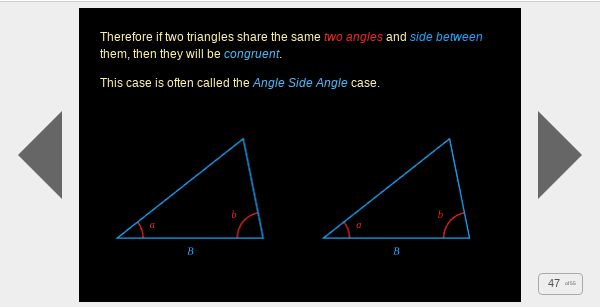 Therefore if two triangles share the same two angles and side between
them, then they will be congruent.
This case is often called the Angle Side Angle case.
a b a b
B B
47 of 55